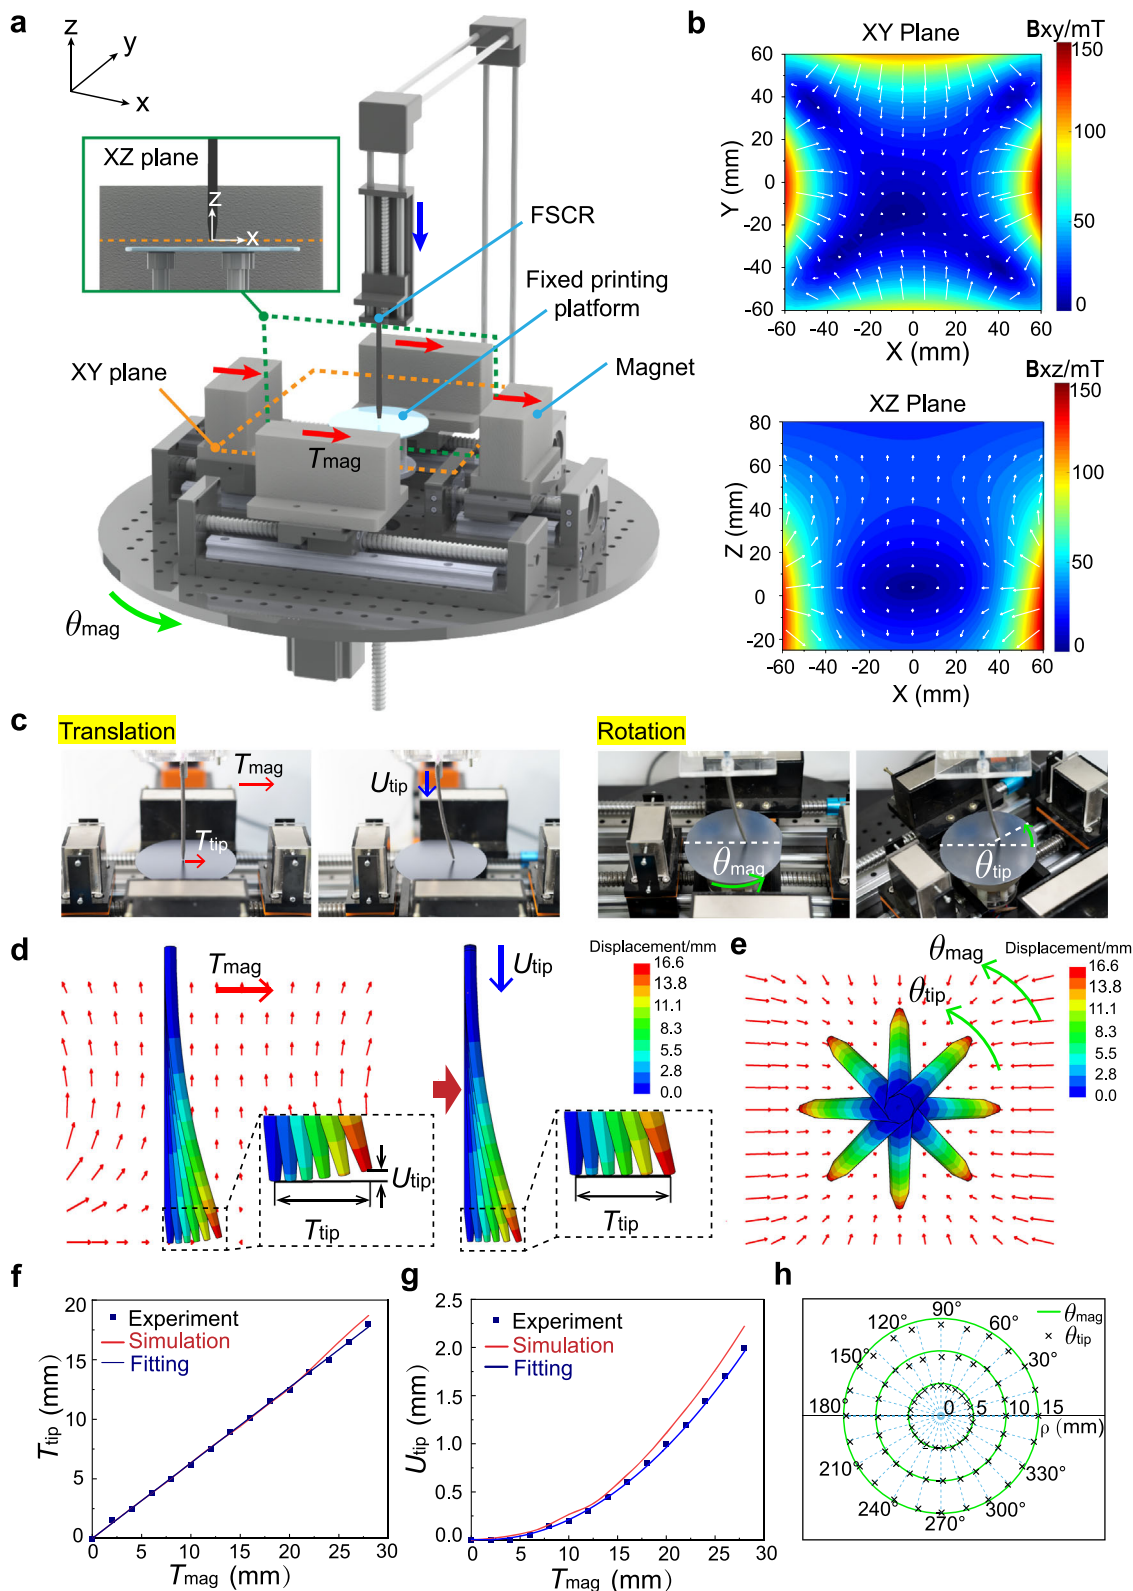 a
z
y
x
XZ plane
z
x
FSCR
Fixed printing
platform
XY plane
Magnet
Tmag
θmag
b
XY Plane
Bxy/mT
60
40
20
0
-20
-40
-60
Y (mm)
-60 -40 -20 0 20 40 60
X (mm)
150
100
50
0
XZ Plane
Bxz/mT
80
60
40
20
0
-20
Z (mm)
-60 -40 -20 0 20 40 60
X (mm)
150
100
50
0
c
Translation
Tmag
Ttip
Utip
Rotation
θmag
θtip
d
Tmag
Utip
Ttip
Utip
Ttip
Displacement/mm
16.6
13.8
11.1
8.3
5.5
2.8
0.0
e
θmag
θtip
Displacement/mm
16.6
13.8
11.1
8.3
5.5
2.8
0.0
f
20
15
10
5
0
Ttip (mm)
Experiment
Simulation
Fitting
0 5 10 15 20 25 30
Tmag (mm)
g
2.5
2.0
1.5
1.0
0.5
0.0
Utip (mm)
Experiment
Simulation
Fitting
0 5 10 15 20 25 30
Tmag (mm)
h
θmag
θtip
90°
120°
60°
150°
30°
180°
0 5 10 15
ρ (mm)
210°
330°
240°
300°
270°